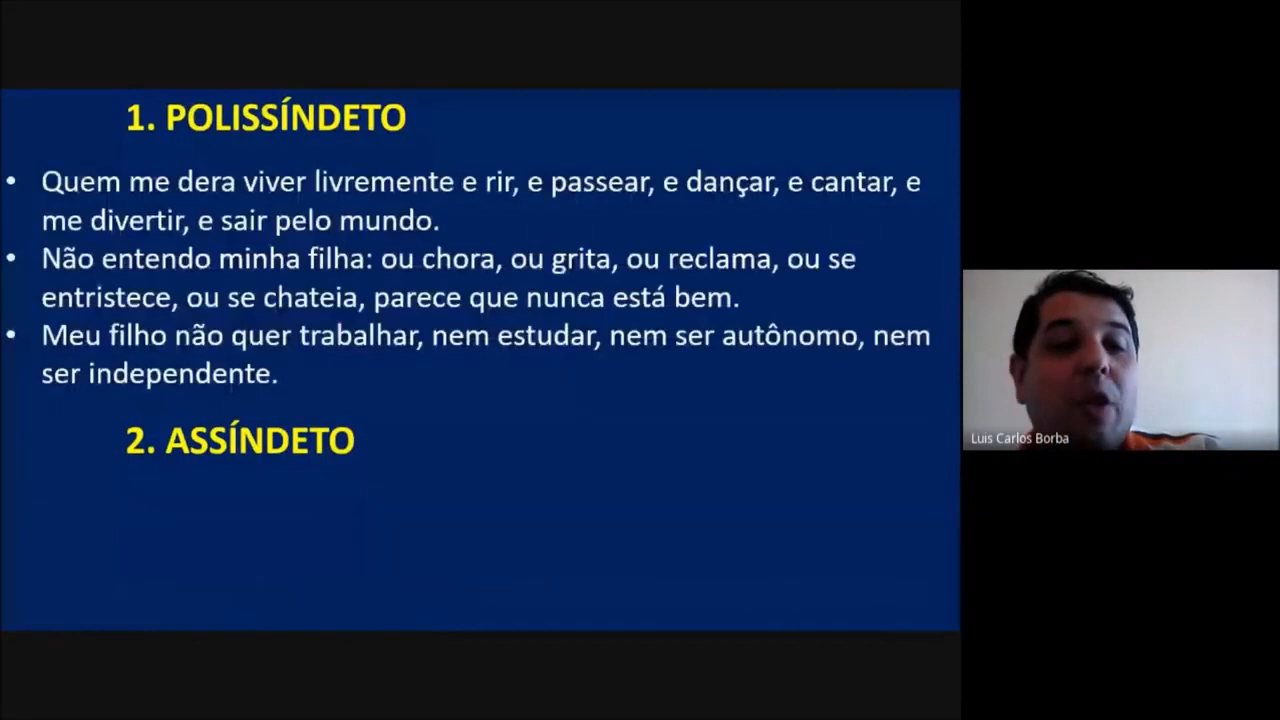 1. POLISSÍNDETO
• Quem me dera viver livremente e rir, e passear, e dançar, e cantar, e
me divertir, e sair pelo mundo.
• Não entendo minha filha: ou chora, ou grita, ou reclama, ou se
entristece, ou se chateia, parece que nunca está bem.
• Meu filho não quer trabalhar, nem estudar, nem ser autônomo, nem
ser independente.
2. ASSÍNDETO
Luis Carlos Borba